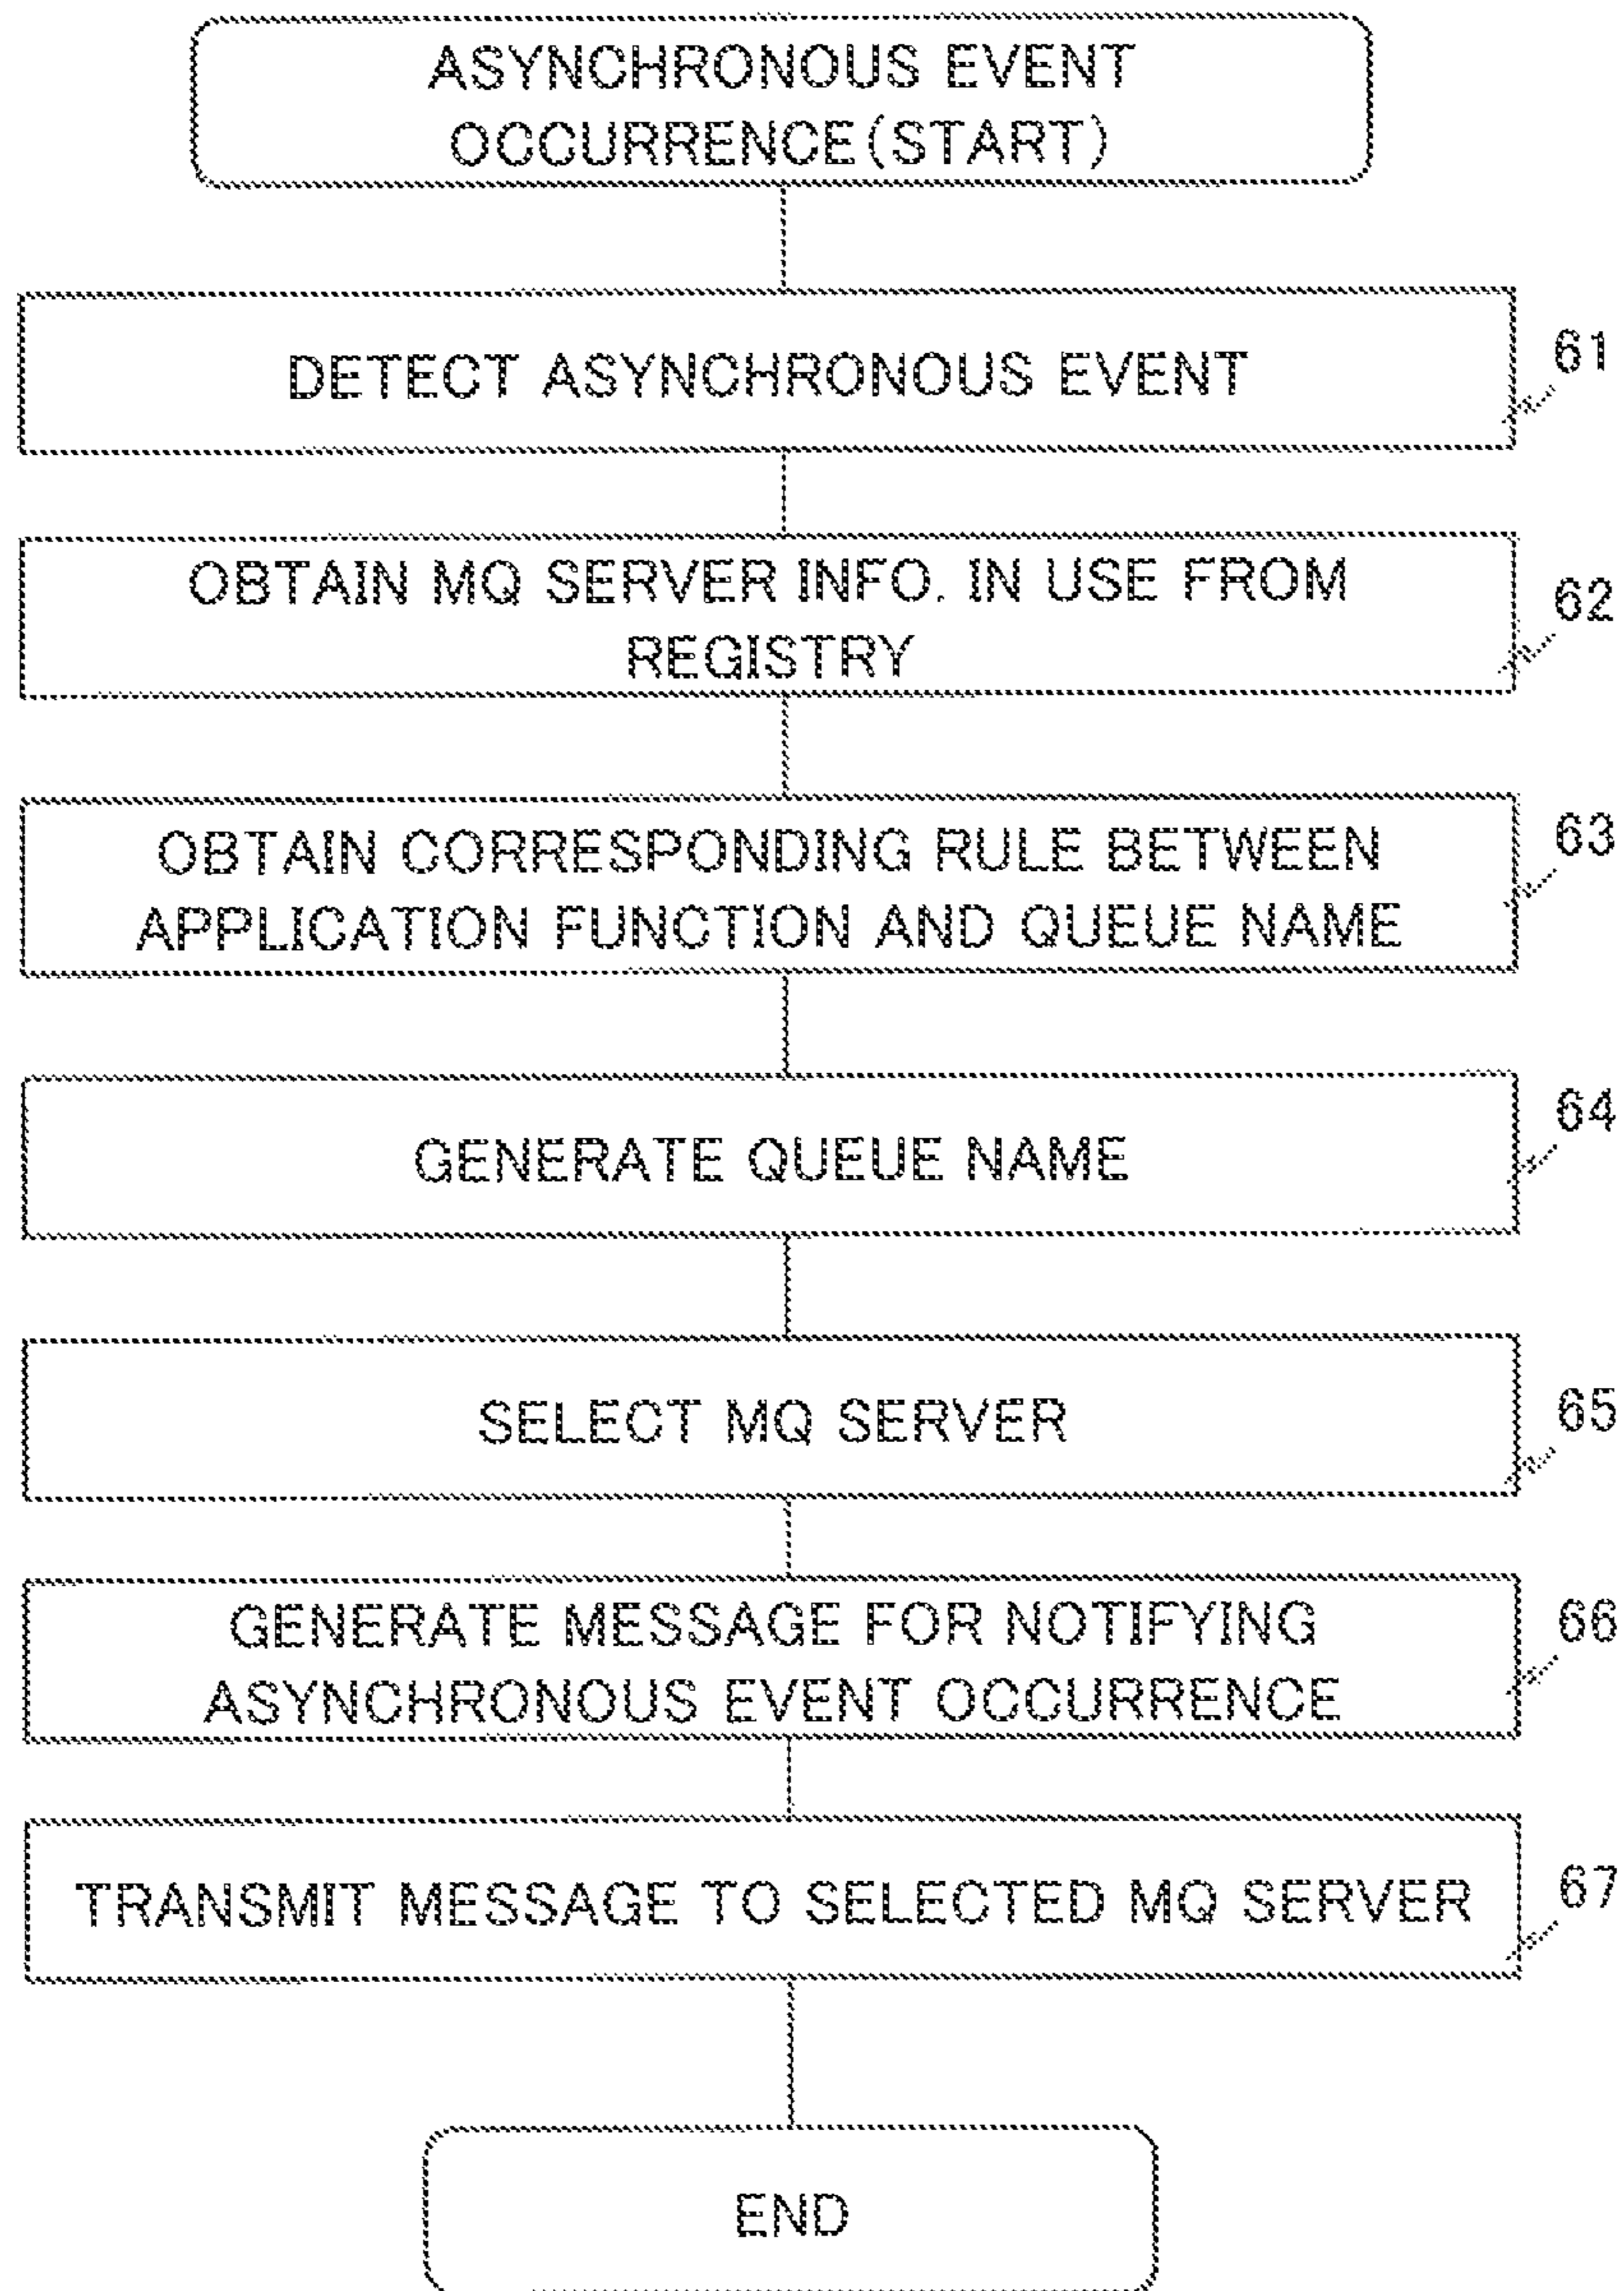 ASYNCHRONOUS EVENT
OCCURRENCE(START)
DETECT ASYNCHRONOUS EVENT
61
OBTAIN MQ SERVER INFO. IN USE FROM
REGISTRY
62
OBTAIN CORRESPONDING RULE BETWEEN
APPLICATION FUNCTION AND QUEUE NAME
63
GENERATE QUEUE NAME
64
SELECT MQ SERVER
65
GENERATE MESSAGE FOR NOTIFYING
ASYNCHRONOUS EVENT OCCURRENCE
66
TRANSMIT MESSAGE TO SELECTED MQ SERVER
67
END